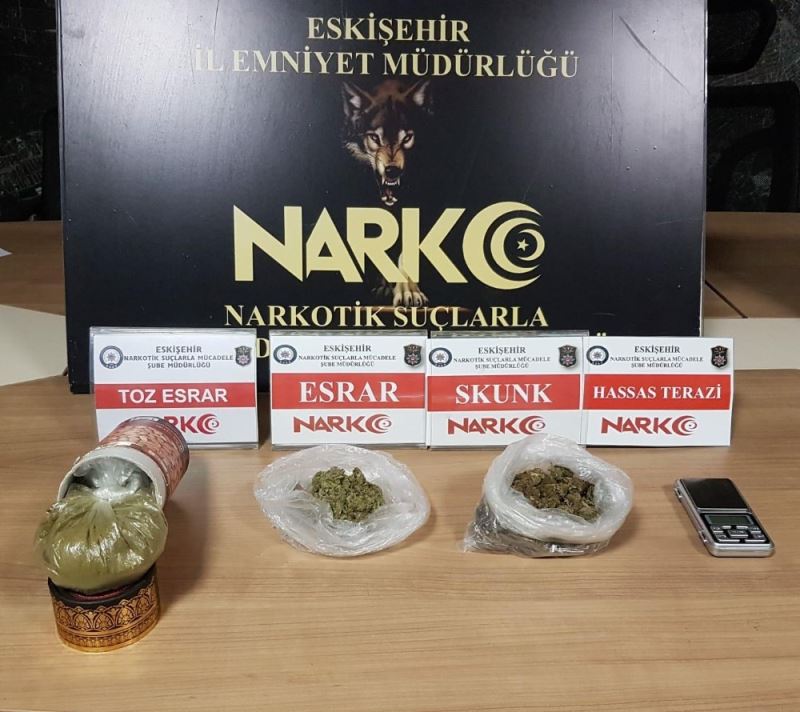 ESKİŞEHİR
İL EMNİYET MÜDÜRLÜĞÜ
NARKO
NARKOTİK SUÇLARLA
ESKİŞEHİR
NARKOTİK SUÇLARLA MÜCADELE
ŞUBE MÜDÜRLÜĞÜ
TOZ ESRAR
NARKO
ESKİŞEHİR
NARKOTİK SUÇLARLA MÜCADELE
ŞUBE MÜDÜRLÜĞÜ
ESRAR
NARKO
ESKİŞEHİR
NARKOTİK SUÇLARLA MÜCADELE
ŞUBE MÜDÜRLÜĞÜ
SKUNK
NARKO
ESKİŞEHİR
NARKOTİK SUÇLARLA MÜCADELE
ŞUBE MÜDÜRLÜĞÜ
HASSAS TERAZİ
NARKO